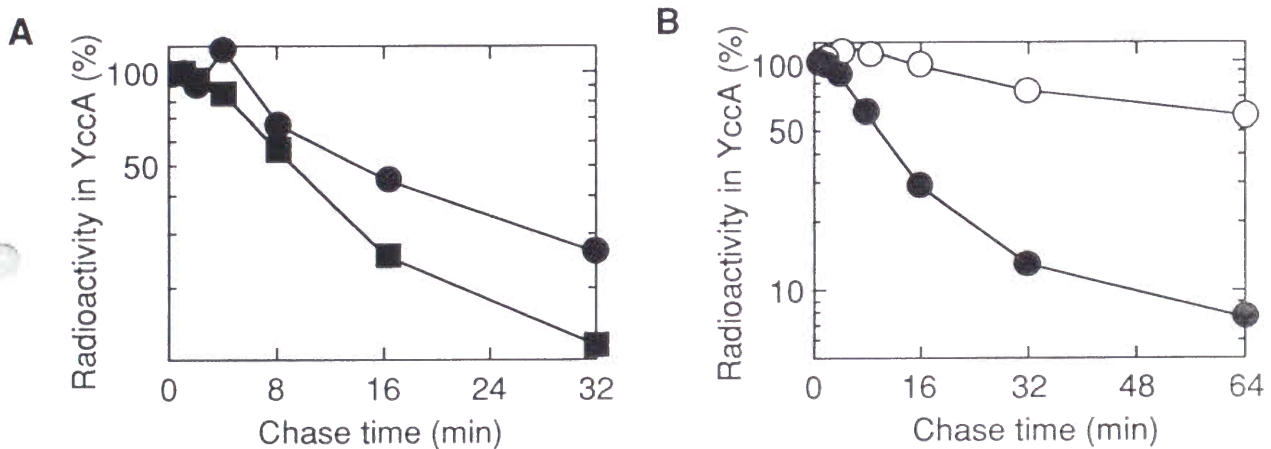 A
Radioactivity in YccA (%)
100
50
0 8 16 24 32
Chase time (min)
B
Radioactivity in YccA (%)
100
50
10
0 16 32 48 64
Chase time (min)